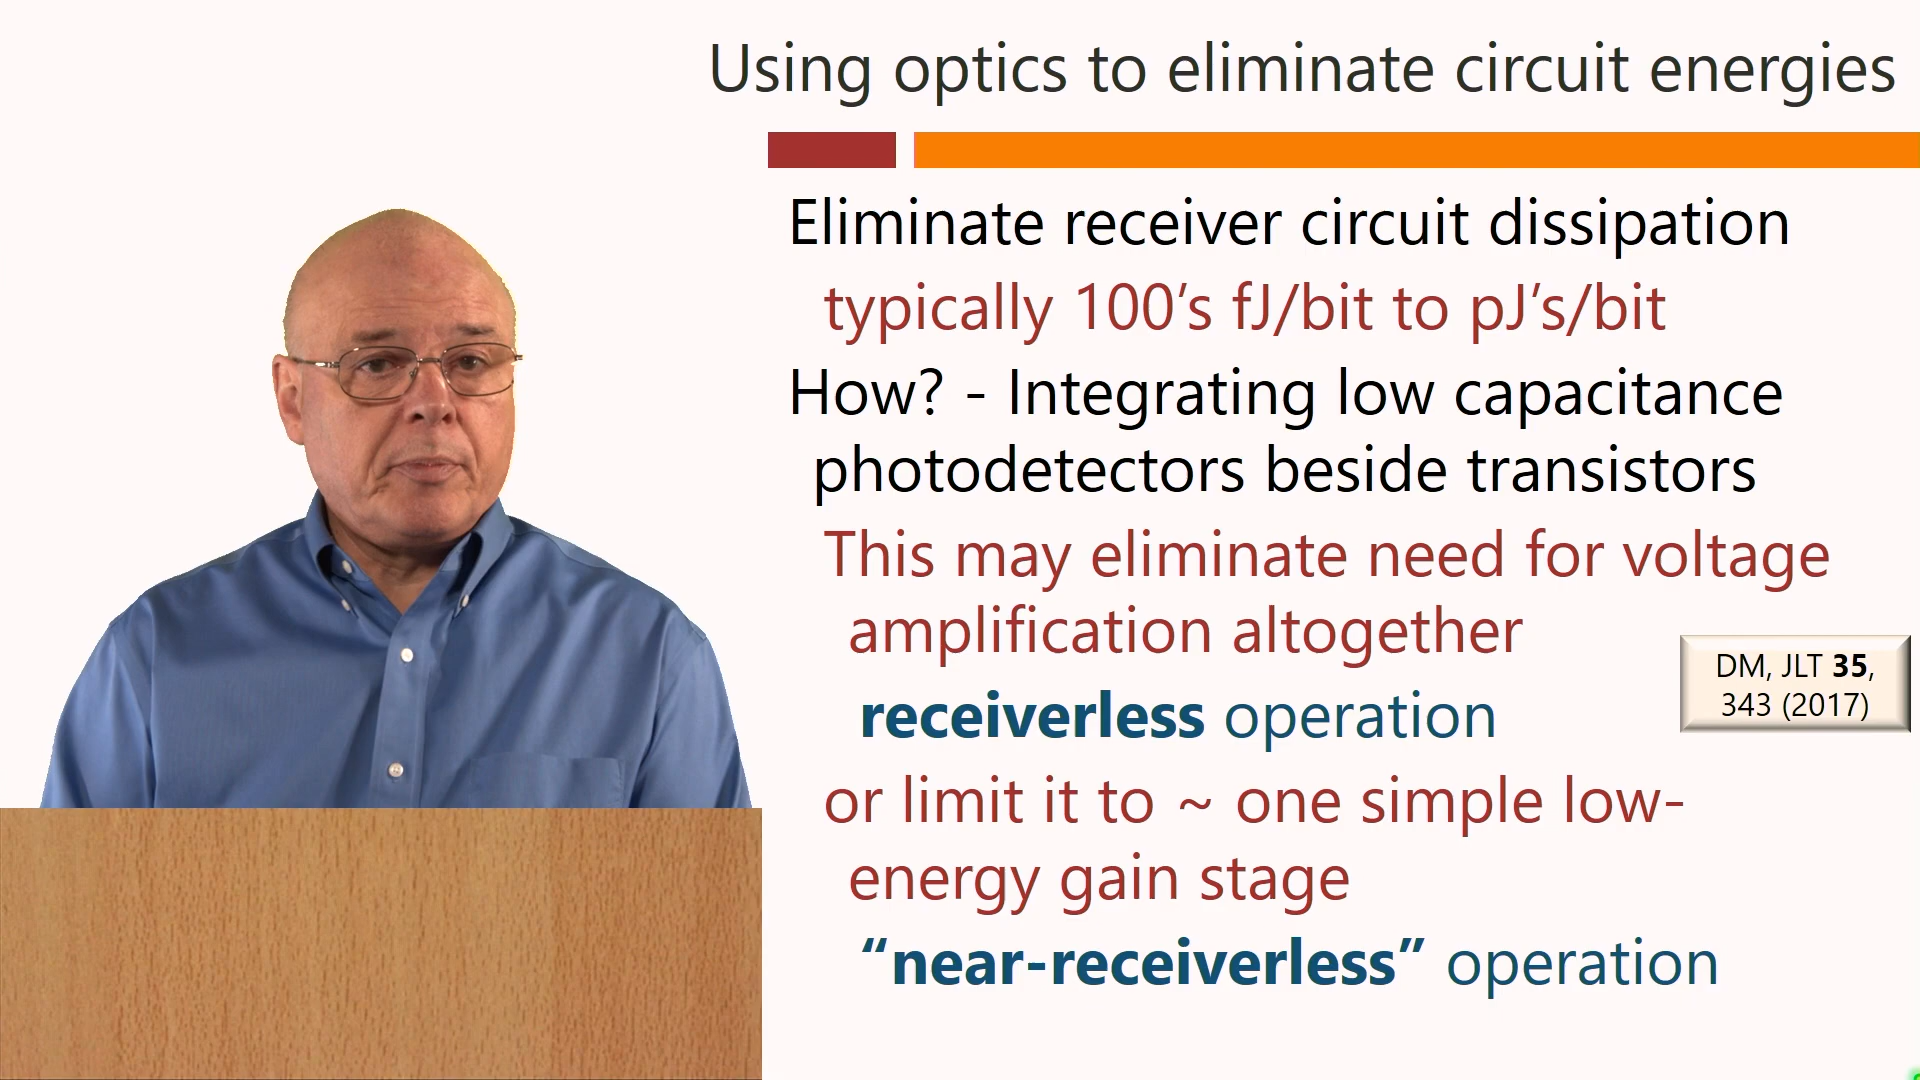 Using optics to eliminate circuit energies
Eliminate receiver circuit dissipation
typically 100’s fJ/bit to pJ’s/bit
How? - Integrating low capacitance
photodetectors beside transistors
This may eliminate need for voltage
amplification altogether
receiverless operation
DM, JLT 35,
343 (2017)
or limit it to ~ one simple low-
energy gain stage
“near-receiverless” operation